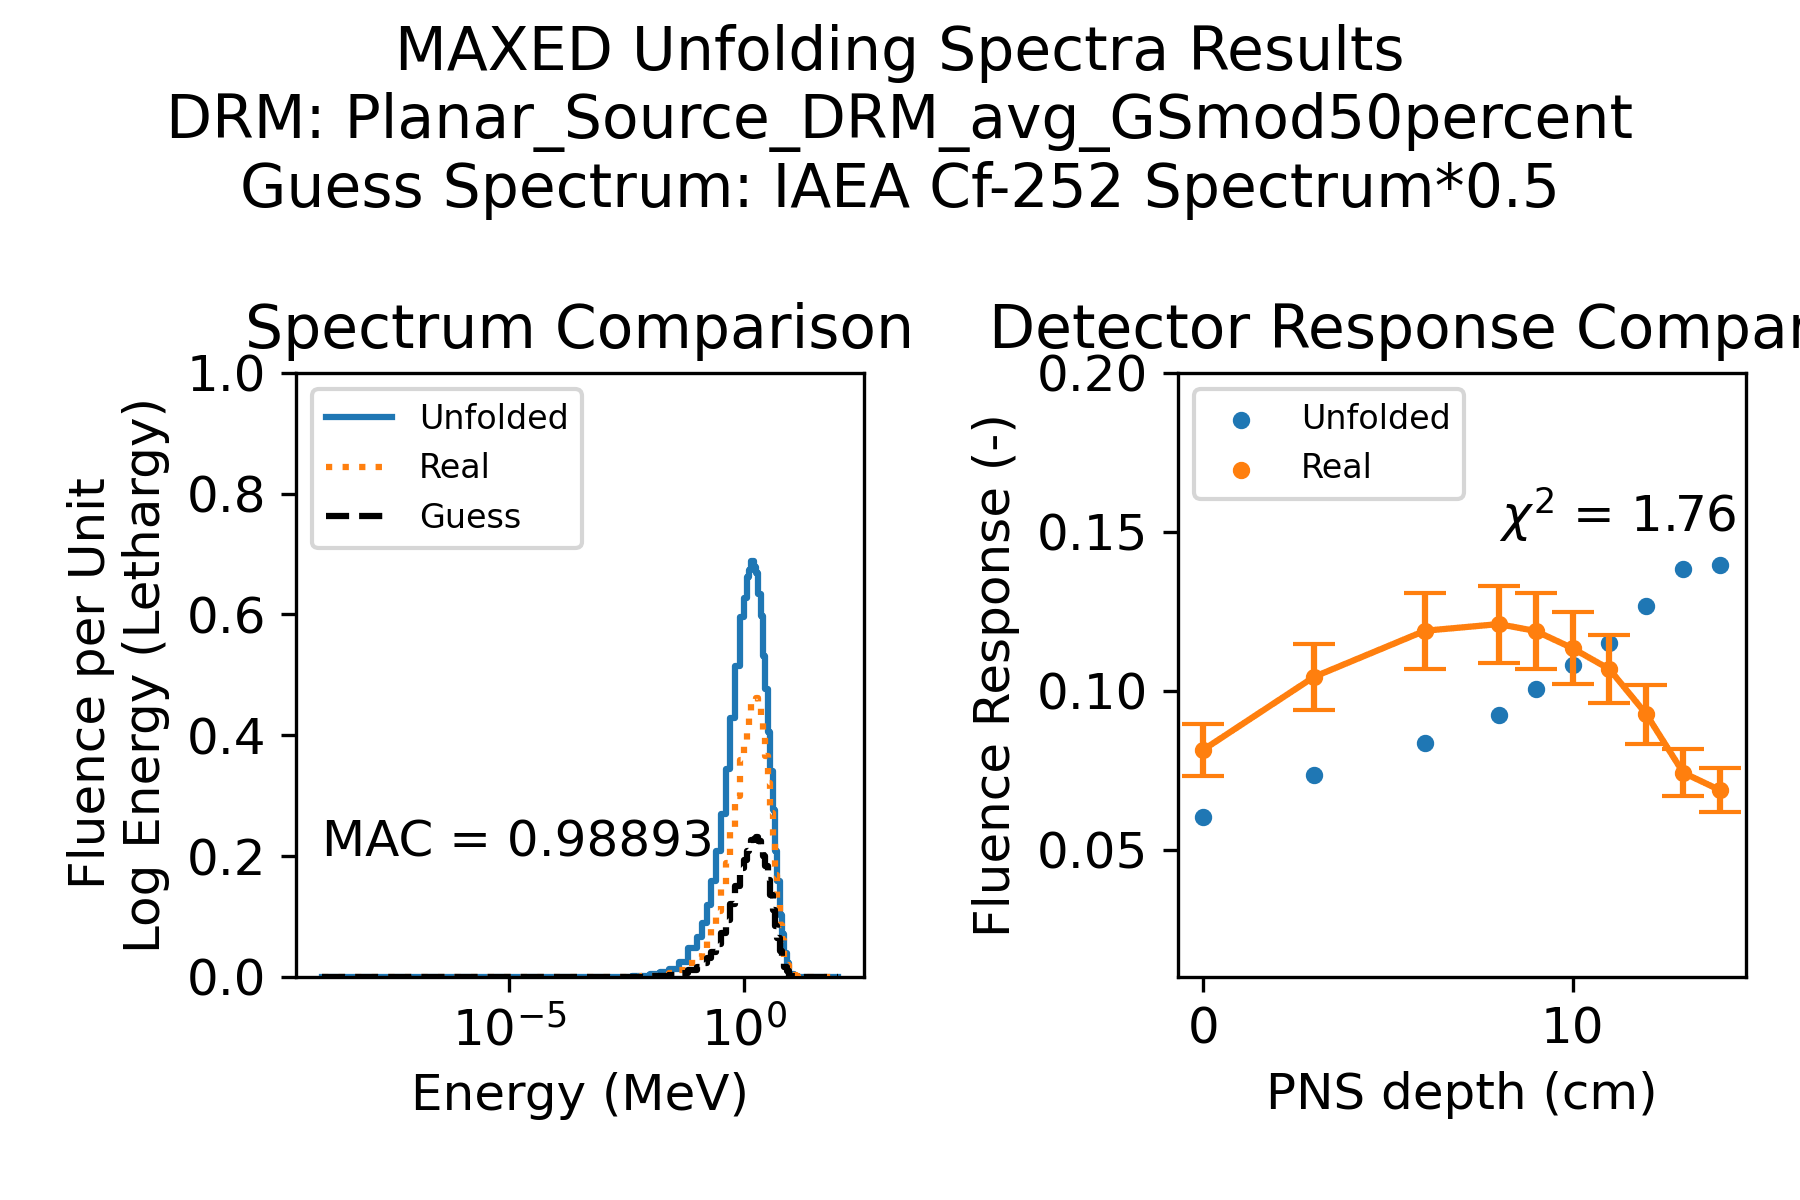 MAXED Unfolding Spectra Results
DRM: Planar_Source_DRM_avg_GSmod50percent
Guess Spectrum: IAEA Cf-252 Spectrum*0.5
Spectrum Comparison
1.0
0.8
0.6
0.4
0.2
0.0
Fluence per Unit
Log Energy (Lethargy)
Unfolded
Real
Guess
MAC = 0.98893
10⁻⁵
10⁰
Energy (MeV)
Detector Response Compar
0.20
0.15
0.10
0.05
Fluence Response (-)
Unfolded
Real
χ² = 1.76
0
10
PNS depth (cm)